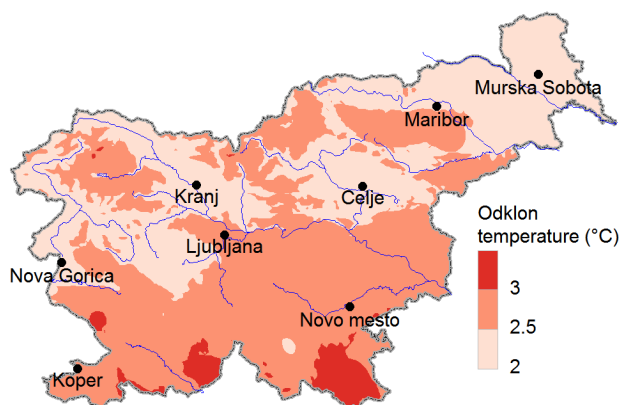 Murska Sobota
Maribor
Kranj
Celje
Ljubljana
Nova Gorica
Novo mesto
Koper
Odklon
temperature (°C)
3
2.5
2